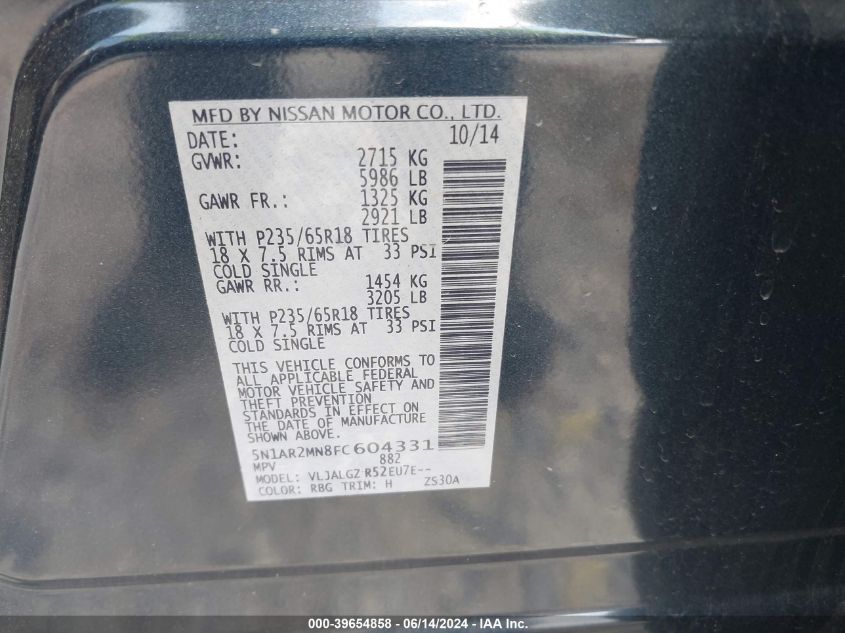 MFD BY NISSAN MOTOR CO., LTD.
DATE: 10/14
GVWR: 2715 KG
5986 LB
GAWR FR.: 1325 KG
2921 LB
WITH P235/65R18 TIRES
18 X 7.5 RIMS AT 33 PSI
COLD SINGLE
GAWR RR.: 1454 KG
3205 LB
WITH P235/65R18 TIRES
18 X 7.5 RIMS AT 33 PSI
COLD SINGLE
THIS VEHICLE CONFORMS TO
ALL APPLICABLE FEDERAL
MOTOR VEHICLE SAFETY AND
THEFT PREVENTION
STANDARDS IN EFFECT ON
THE DATE OF MANUFACTURE
SHOWN ABOVE.
5N1AR2MN8FC604331
MPV 882
MODEL: VLJALGZ R52EU7E--
COLOR: RBG TRIM: H ZS30A
000-39654858 - 06/14/2024 - IAA Inc.